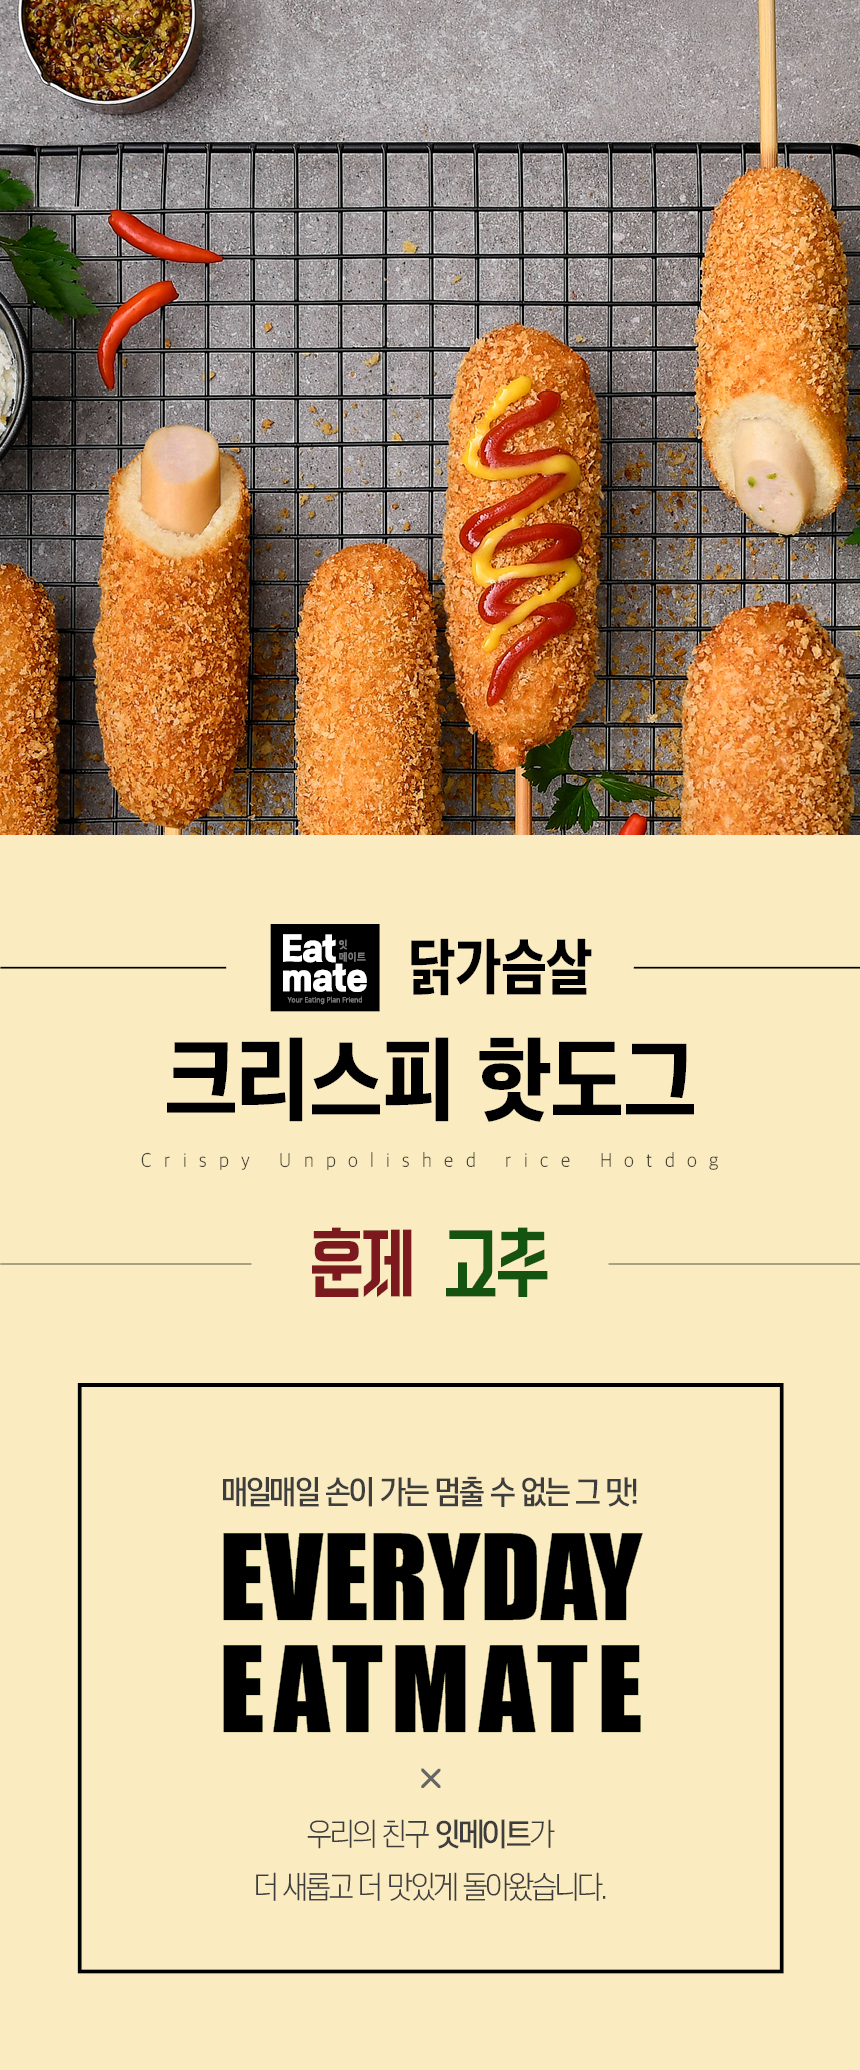 Eat 잇
mate 메이트
Your Eating Plan Friend
닭가슴살
크리스피 핫도그
Crispy Unpolished rice Hotdog
훈제 고추
매일매일 손이 가는 멈출 수 없는 그 맛!
EVERYDAY
EATMATE
×
우리의 친구 잇메이트가
더 새롭고 더 맛있게 돌아왔습니다.